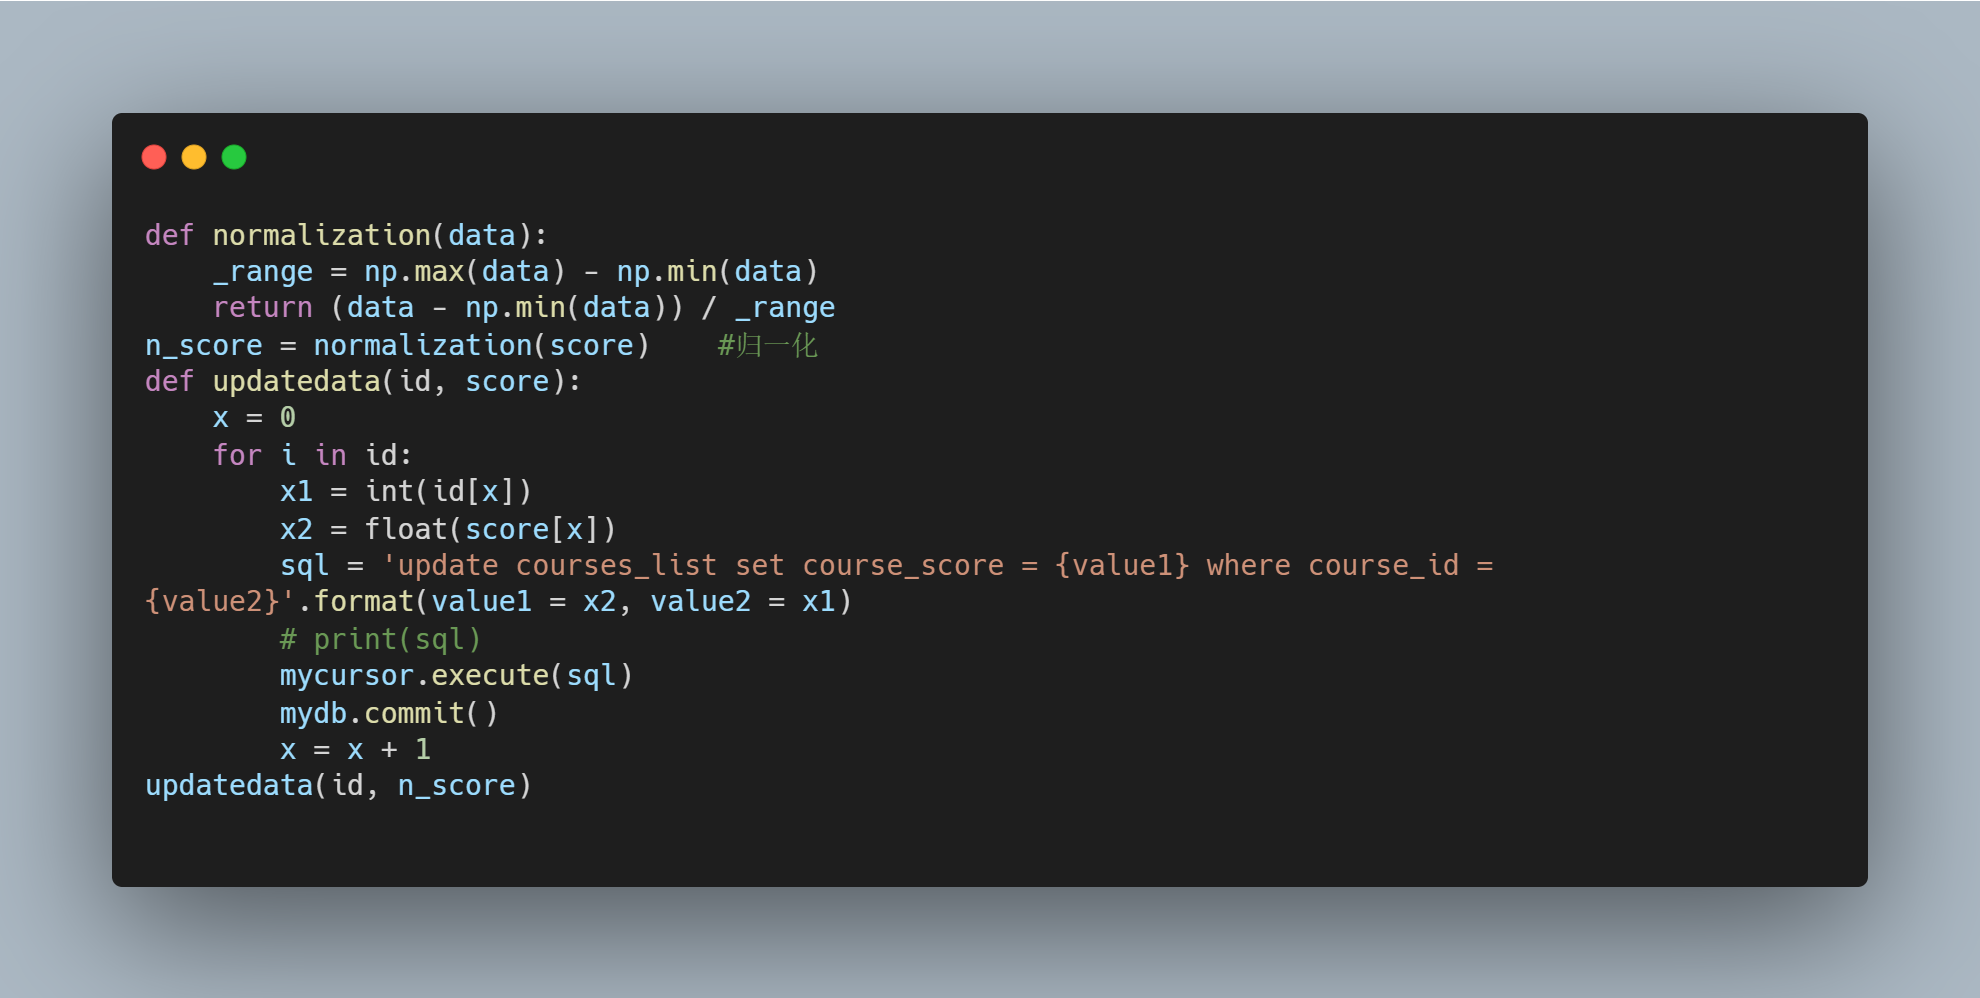 def normalization(data):
    _range = np.max(data) - np.min(data)
    return (data - np.min(data)) / _range
n_score = normalization(score)    #归一化
def updatedata(id, score):
    x = 0
    for i in id:
        x1 = int(id[x])
        x2 = float(score[x])
        sql = 'update courses_list set course_score = {value1} where course_id =
{value2}'.format(value1 = x2, value2 = x1)
        # print(sql)
        mycursor.execute(sql)
        mydb.commit()
        x = x + 1
updatedata(id, n_score)